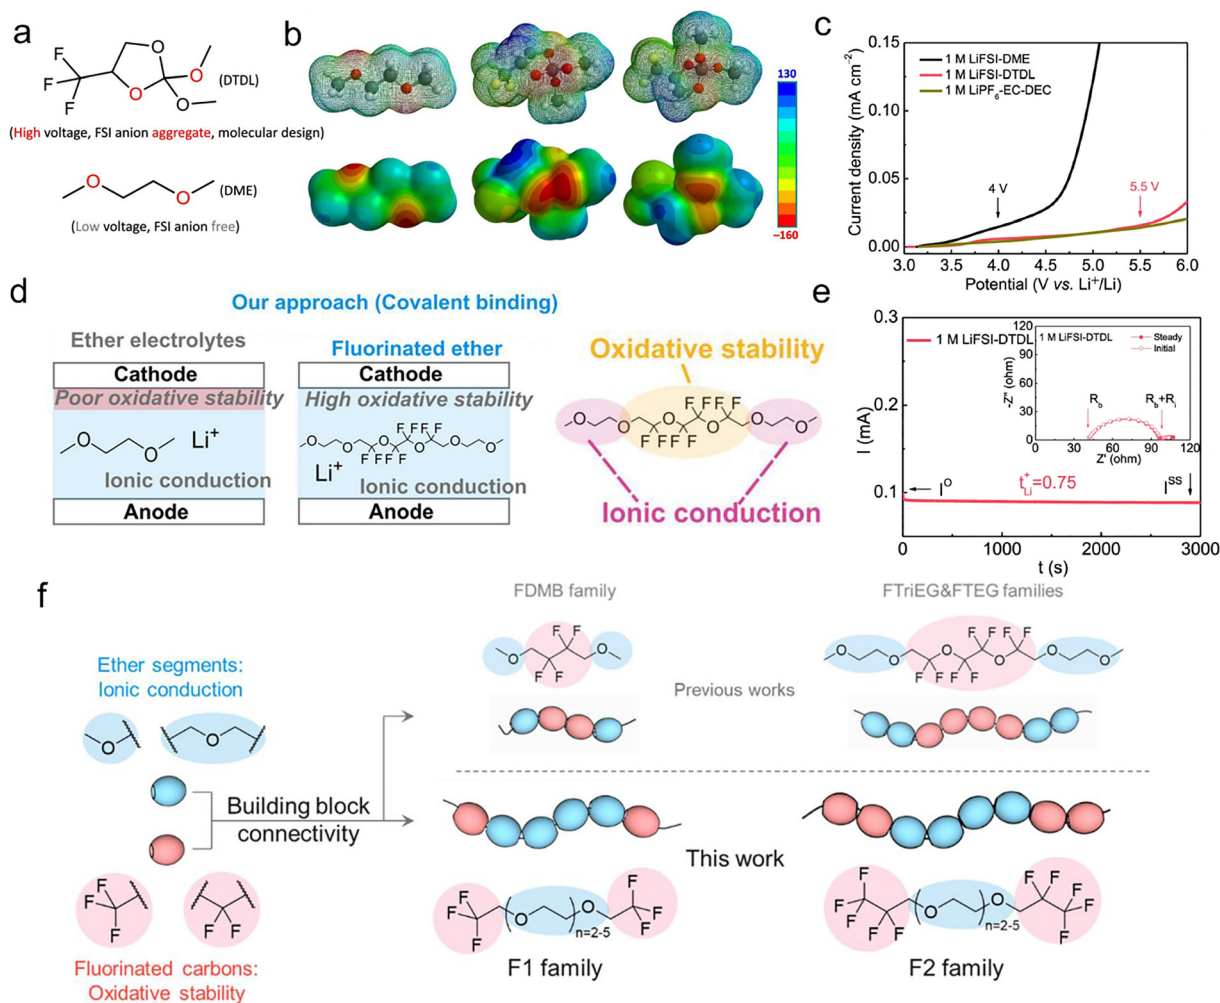 a
F
F
F
O
O
O
O
(DTDL)
(High voltage, FSI anion aggregate, molecular design)
O
O
(DME)
(Low voltage, FSI anion free)
b
130
−160
c
1 M LiFSI-DME
1 M LiFSI-DTDL
1 M LiPF6-EC-DEC
4 V
5.5 V
0.15
0.10
0.05
0.00
Current density (mA cm−2)
3.0 3.5 4.0 4.5 5.0 5.5 6.0
Potential (V vs. Li+/Li)
d
Our approach (Covalent binding)
Ether electrolytes
Cathode
Poor oxidative stability
O
O
Li+
Ionic conduction
Anode
Fluorinated ether
Cathode
High oxidative stability
O O F F O F F F F O F F O O
Li+
Ionic conduction
Anode
Oxidative stability
O O F F O F F F F O F F O O
Ionic conduction
e
1 M LiFSI-DTDL
0.3
0.2
0.1
I (mA)
0 1000 2000 3000
t (s)
IO
t+Li=0.75
ISS
1 M LiFSI-DTDL
Steady
Initial
Rb
Rb+Ri
120
90
60
30
0
-Z'' (ohm)
0 30 60 90 120
Z' (ohm)
f
Ether segments:
Ionic conduction
O
O
Building block
connectivity
F
F
F
F F
Fluorinated carbons:
Oxidative stability
FDMB family
F F
O
O
F F
Previous works
FTriEG&FTEG families
O O F F O F F F F O F F O O
This work
F
F
F
O
O
n=2-5
F
F
F
F1 family
F
F
F
F F
O
O
n=2-5
F F
F
F
F
F2 family